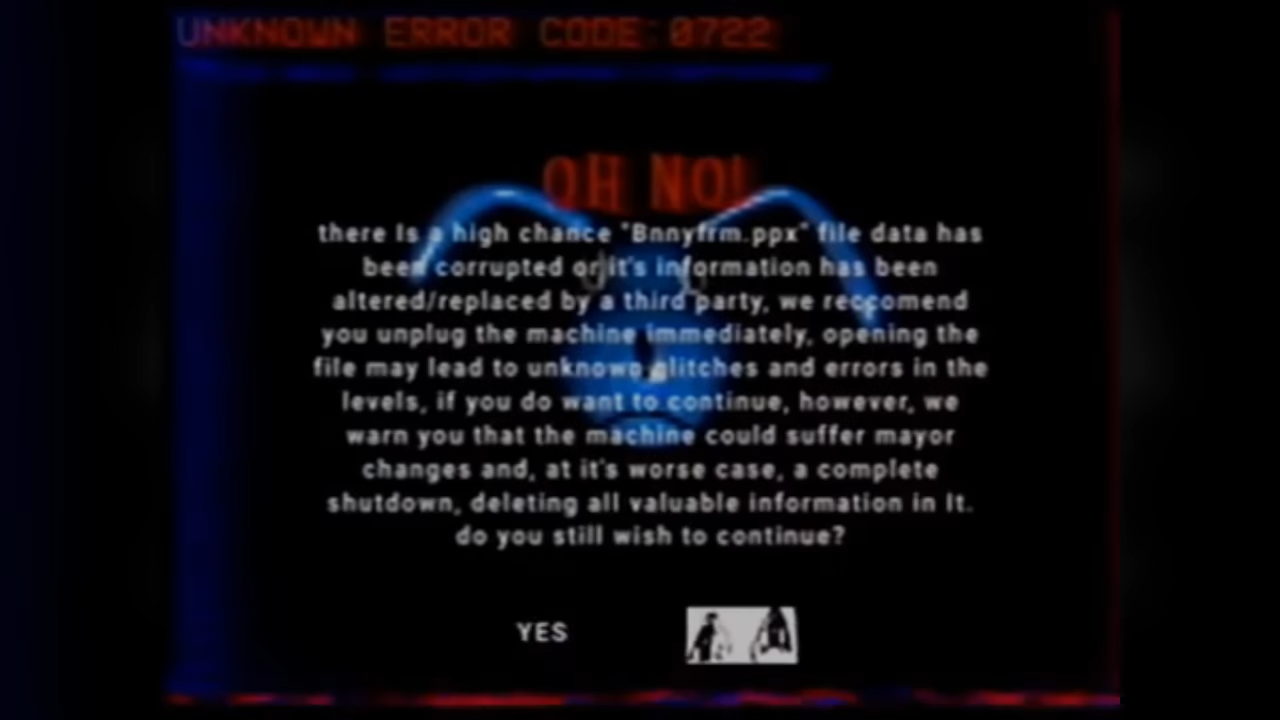 UNKNOWN ERROR CODE:0722
OH NO!
there Is a high chance "Bnnyfrm.ppx" file data has
been corrupted or it's information has been
altered/replaced by a third party, we reccomend
you unplug the machine immediately, opening the
file may lead to unknown glitches and errors in the
levels, if you do want to continue, however, we
warn you that the machine could suffer mayor
changes and, at it's worse case, a complete
shutdown, deleting all valuable information in It.
do you still wish to continue?
YES